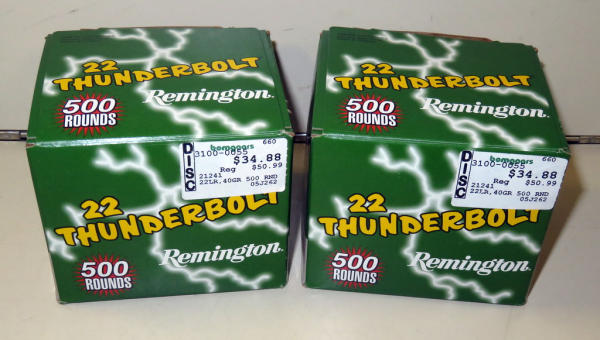 22
THUNDERBOLT
500
ROUNDS
Remington.
bomgaars 660
DISC
3100-0055
$34.88
Reg $50.99
21241
22LR,40GR 500 RND
05J262
22
THUNDERBOLT
500
ROUNDS
Remington.
22
THUNDERBOLT
500
ROUNDS
Remington.
bomgaars 660
DISC
3100-0055
$34.88
Reg $50.99
21241
22LR,40GR 500 RND
05J262
22
THUNDERBOLT
500
ROUNDS
Remington.